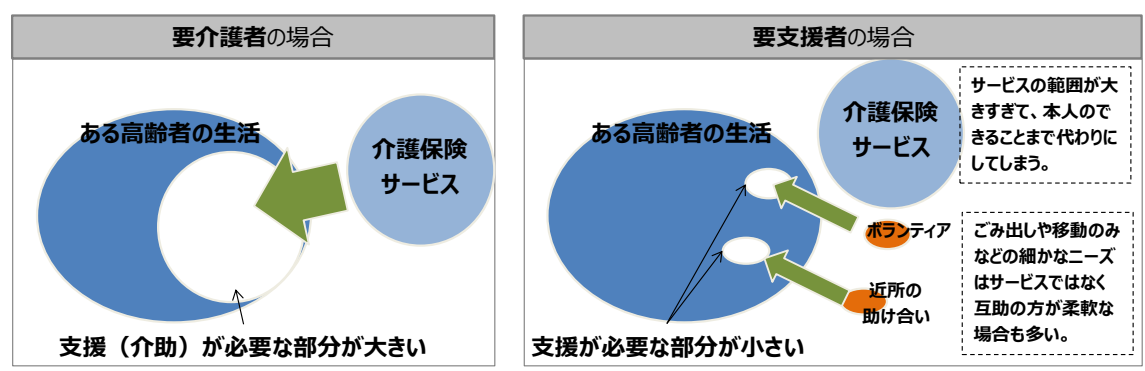 要介護者の場合
ある高齢者の生活
介護保険
サービス
支援（介助）が必要な部分が大きい
要支援者の場合
ある高齢者の生活
介護保険
サービス
サービスの範囲が大
きすぎて、本人ので
きることまで代わりに
してしまう。
ボランティア
近所の
助け合い
ごみ出しや移動のみ
などの細かなニーズ
はサービスではなく
互助の方が柔軟な
場合も多い。
支援が必要な部分が小さい